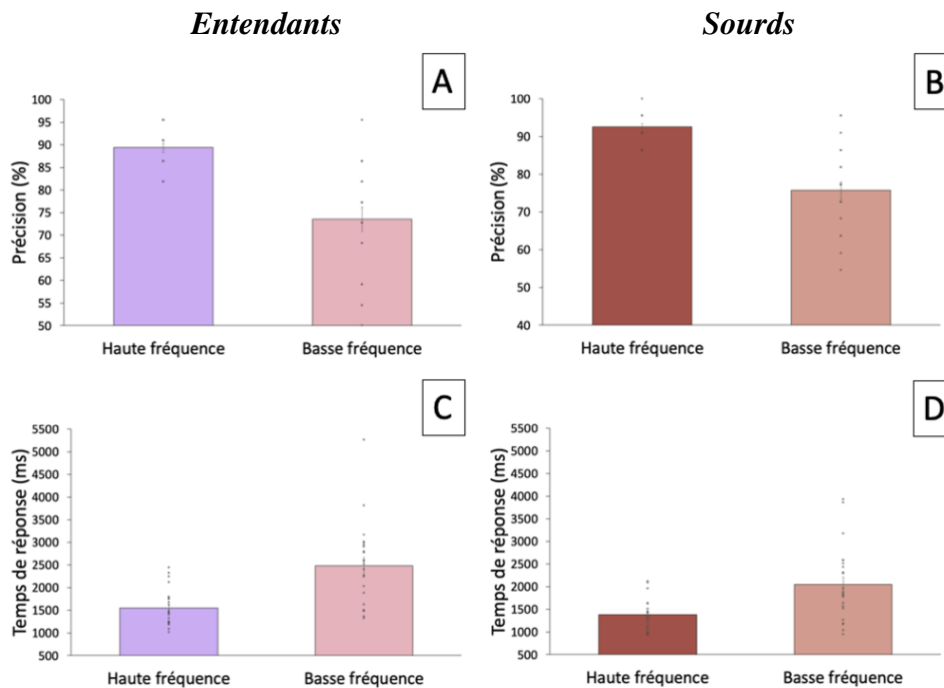 Entendants
Sourds
A
Précision (%)
100
95
90
85
80
75
70
65
60
55
50
Haute fréquence
Basse fréquence
B
Précision (%)
100
90
80
70
60
50
40
Haute fréquence
Basse fréquence
C
Temps de réponse (ms)
5500
5000
4500
4000
3500
3000
2500
2000
1500
1000
500
Haute fréquence
Basse fréquence
D
Temps de réponse (ms)
5500
5000
4500
4000
3500
3000
2500
2000
1500
1000
500
Haute fréquence
Basse fréquence